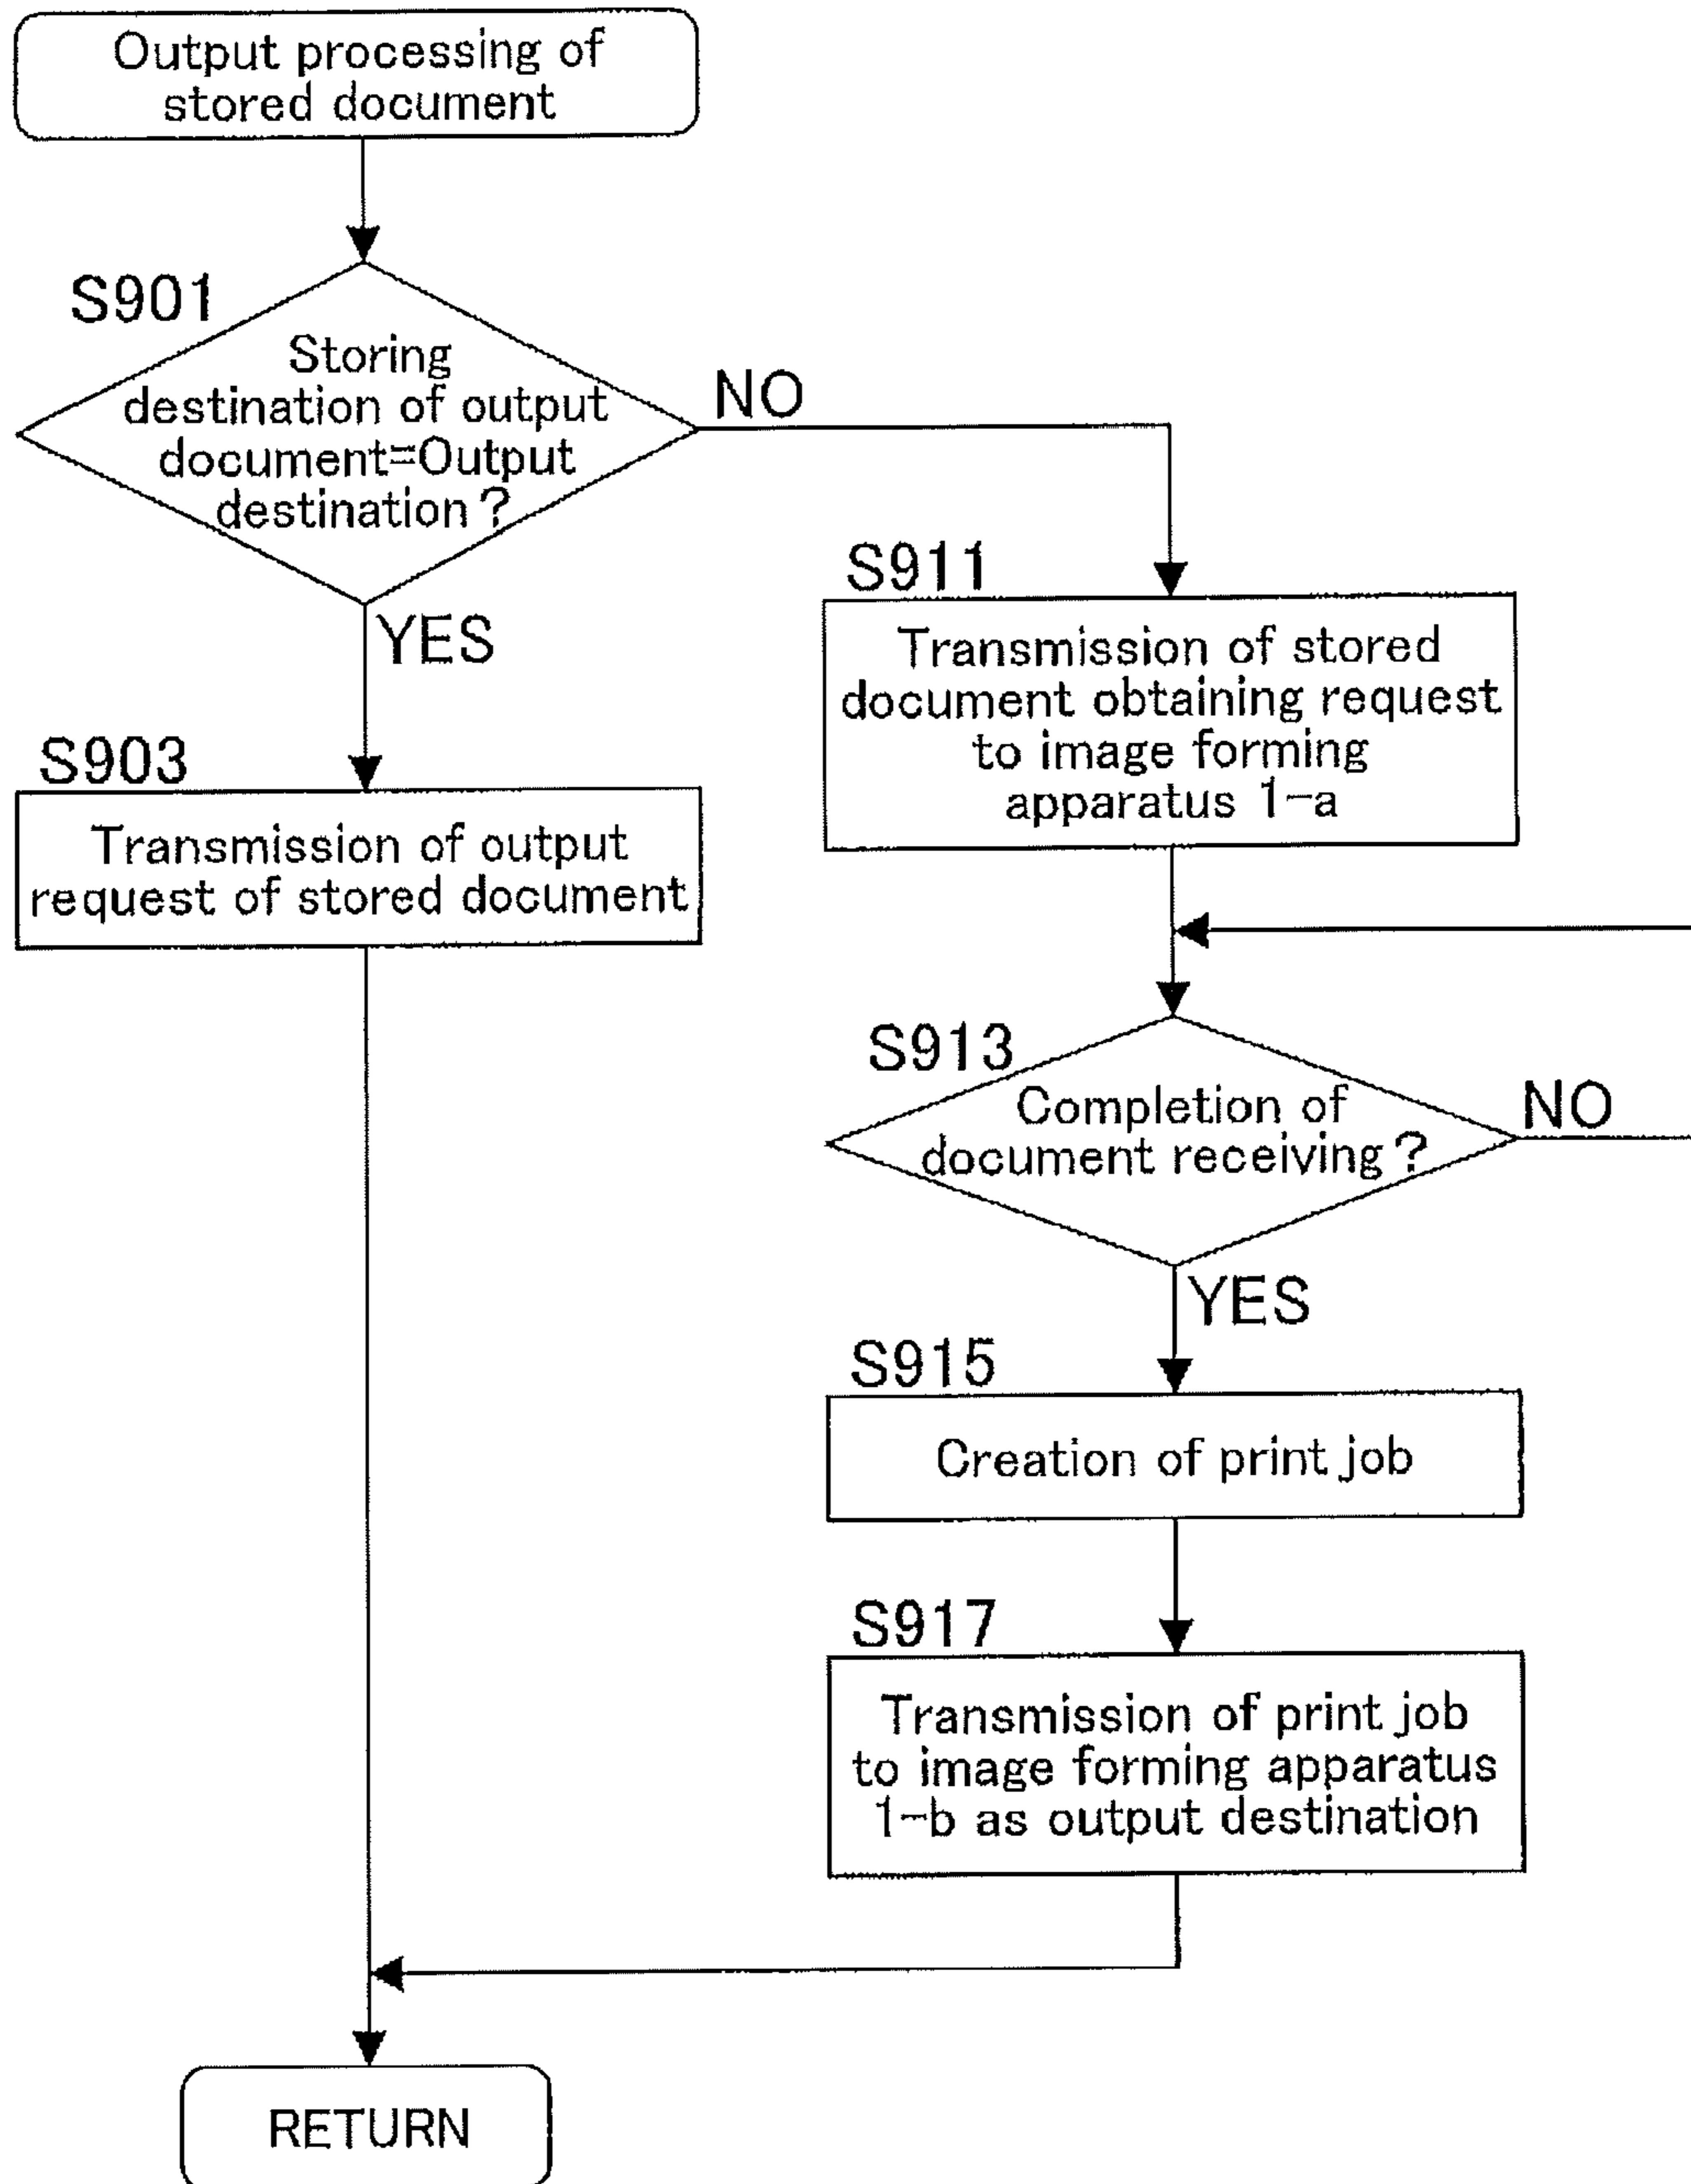 Output processing of
stored document
S901
Storing
destination of output
document=Output
destination?
NO
YES
S903
Transmission of output
request of stored document
S911
Transmission of stored
document obtaining request
to image forming
apparatus 1-a
S913
Completion of
document receiving?
NO
YES
S915
Creation of print job
S917
Transmission of print job
to image forming apparatus
1-b as output destination
RETURN